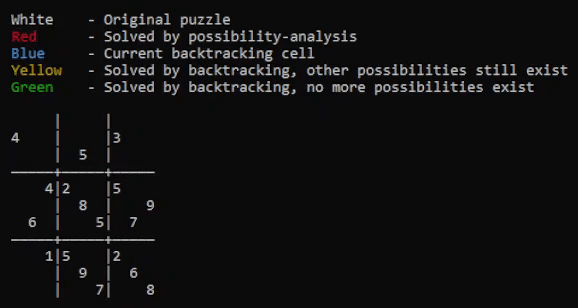 White   - Original puzzle
Red     - Solved by possibility-analysis
Blue    - Current backtracking cell
Yellow  - Solved by backtracking, other possibilities still exist
Green   - Solved by backtracking, no more possibilities exist
     |     |
4    |     |3
     |  5  |
─────┼─────┼─────
    4|2    |5
     |  8  |    9
  6  |    5|  7
─────┼─────┼─────
    1|5    |2
     |  9  |  6
     |    7|    8